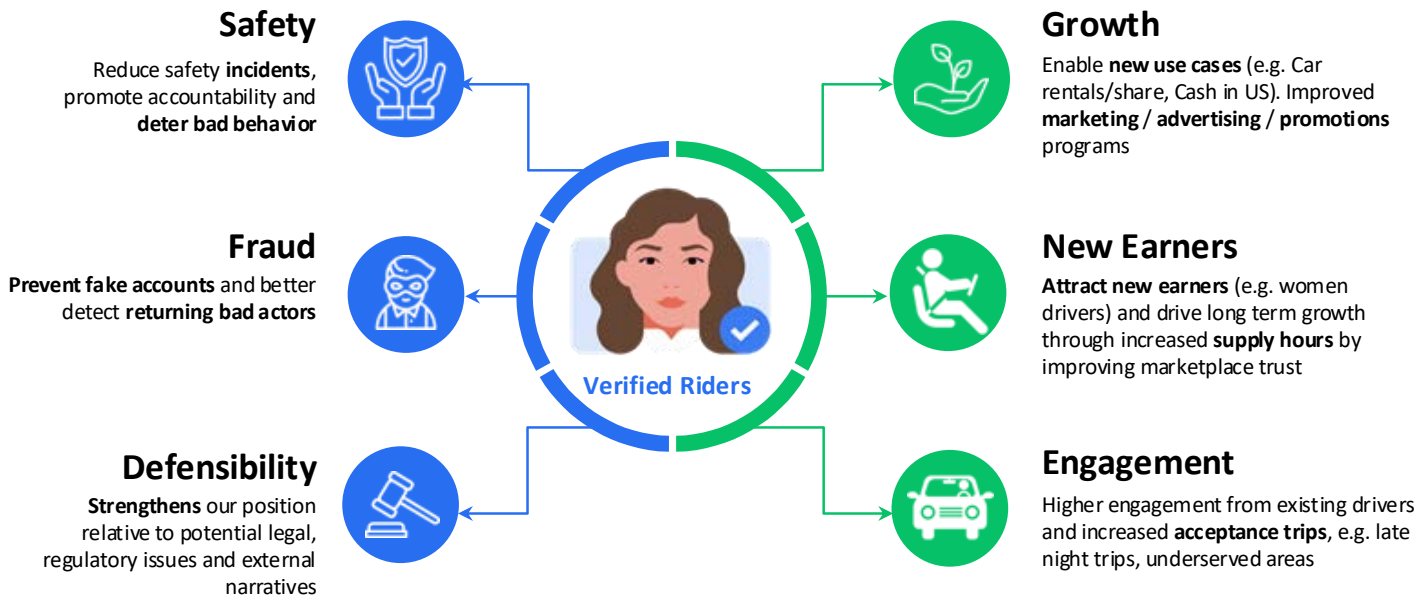 Safety
Reduce safety incidents,
promote accountability and
deter bad behavior
Fraud
Prevent fake accounts and better
detect returning bad actors
Defensibility
Strengthens our position
relative to potential legal,
regulatory issues and external
narratives
Verified Riders
Growth
Enable new use cases (e.g. Car
rentals/share, Cash in US). Improved
marketing / advertising / promotions
programs
New Earners
Attract new earners (e.g. women
drivers) and drive long term growth
through increased supply hours by
improving marketplace trust
Engagement
Higher engagement from existing drivers
and increased acceptance trips, e.g. late
night trips, underserved areas